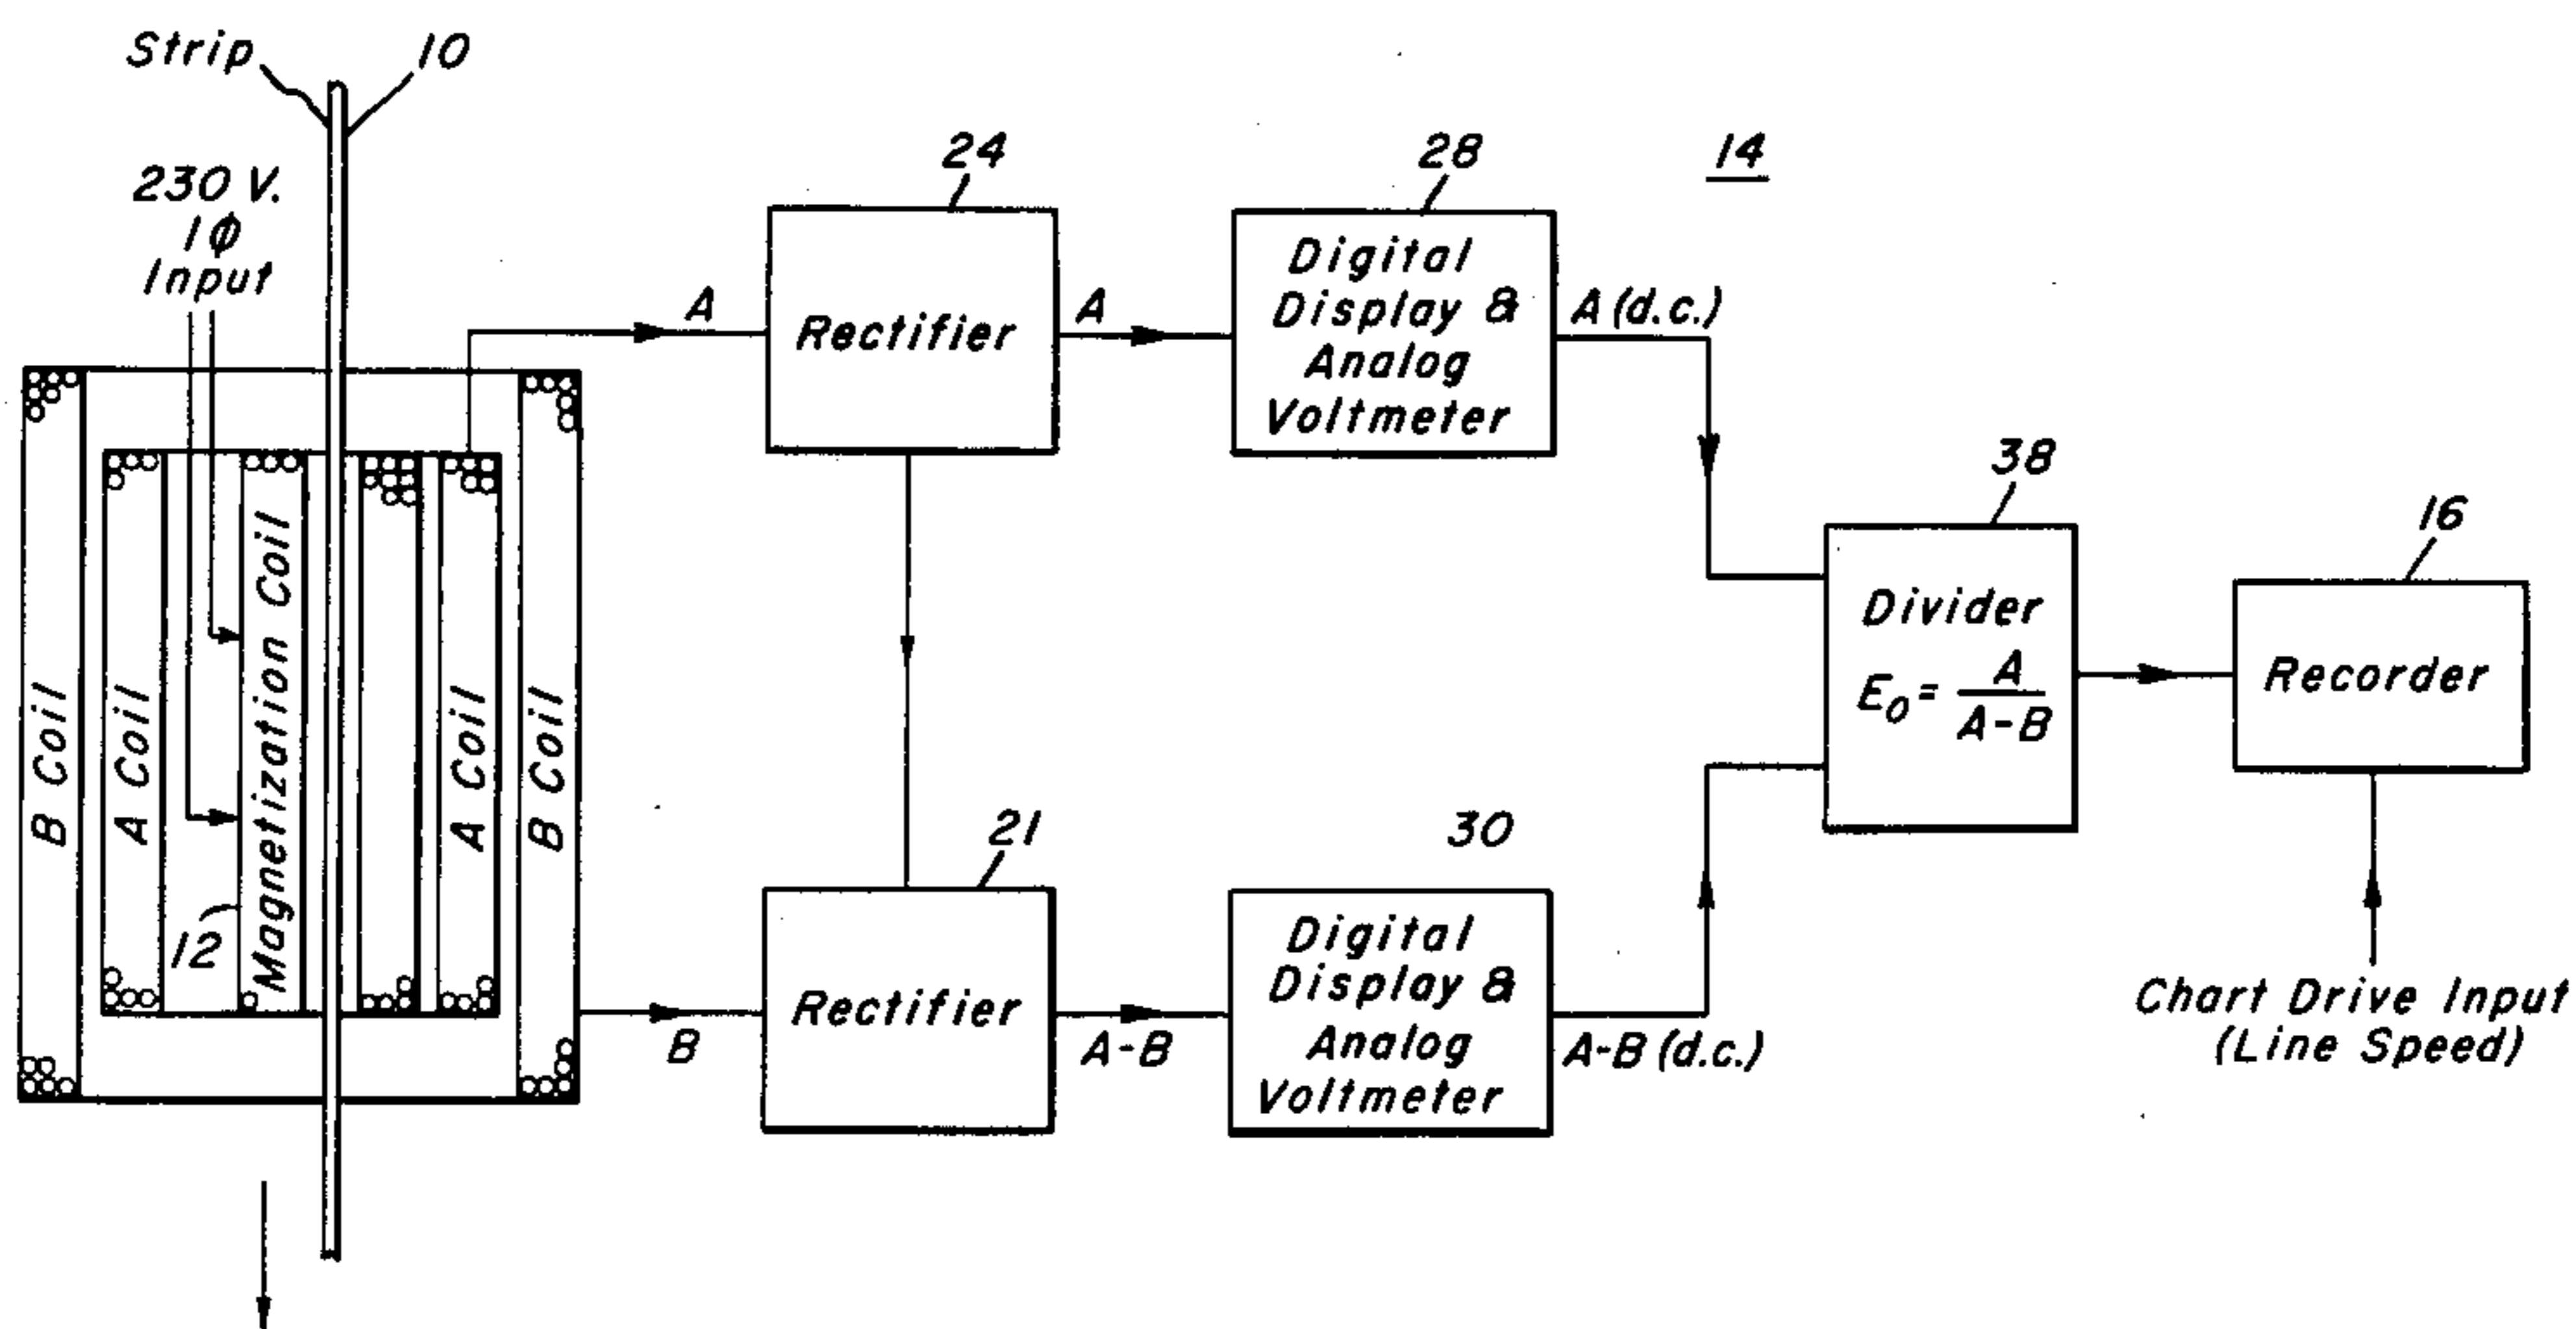 Strip
10
230 V.
1ϕ
Input
24
28
14
A
Rectifier
A
Digital
Display &
Analog
Voltmeter
A (d.c.)
38
Divider
E₀ = A / A-B
16
Recorder
B Coil
A Coil
Magnetization Coil
A Coil
B Coil
12
21
30
B
Rectifier
A-B
Digital
Display &
Analog
Voltmeter
A-B (d.c.)
Chart Drive Input
(Line Speed)